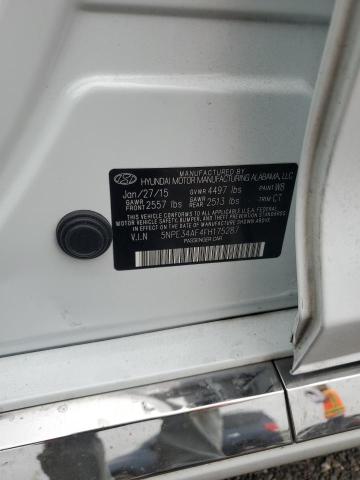 MANUFACTURED BY
HYUNDAI MOTOR MANUFACTURING ALABAMA, LLC
Jan/27/15 GVWR 4497 lbs PAINT W8
GAWR FRONT 2557 lbs GAWR REAR 2513 lbs TRIM CT
THIS VEHICLE CONFORMS TO ALL APPLICABLE U.S.A. FEDERAL
MOTOR VEHICLE SAFETY, BUMPER, AND THEFT PREVENTION
STANDARDS IN EFFECT ON THE DATE OF MANUFACTURE
SHOWN ABOVE.
V.I.N 5NPE34AF4FH175287
PASSENGER CAR